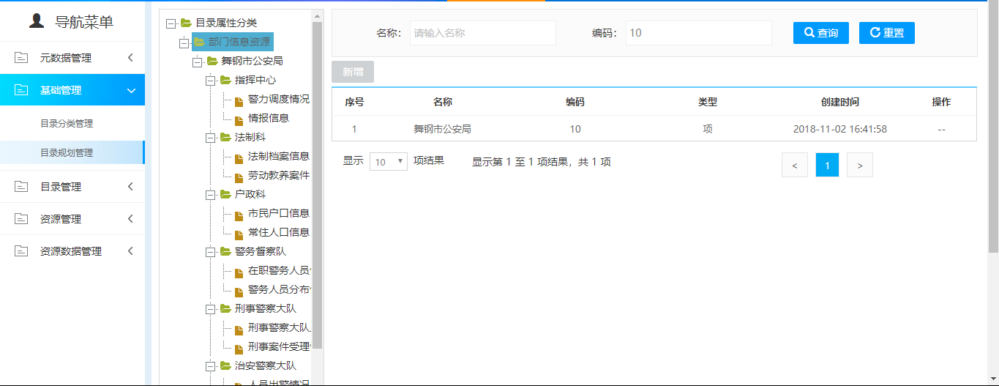 导航菜单
元数据管理
基础管理
目录分类管理
目录规划管理
目录管理
资源管理
资源数据管理
目录属性分类
部门信息资源
舞钢市公安局
指挥中心
警力调度情况
情报信息
法制科
法制档案信息
劳动教养案件
户政科
市民户口信息
常住人口信息
警务督察队
在职警务人员
警务人员分布
刑事警察大队
刑事警察大队
刑事案件受理
治安警察大队
人员出警情况
名称： 请输入名称 编码： 10 查询 重置
新增
序号 名称 编码 类型 创建时间 操作
1 舞钢市公安局 10 项 2018-11-02 16:41:58 --
显示 10 项结果 显示第 1 至 1 项结果，共 1 项 < 1 >